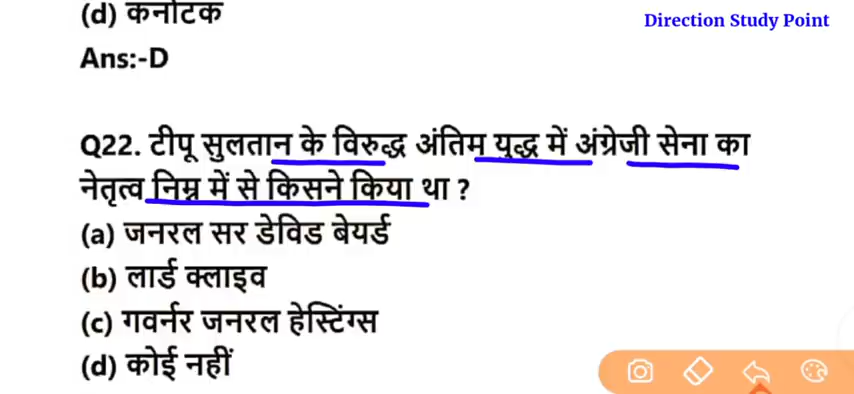 (d) कर्नाटक
Direction Study Point
Ans:-D
Q22. टीपू सुलतान के विरुद्ध अंतिम युद्ध में अंग्रेजी सेना का
नेतृत्व निम्न में से किसने किया था ?
(a) जनरल सर डेविड बेयर्ड
(b) लार्ड क्लाइव
(c) गवर्नर जनरल हेस्टिंग्स
(d) कोई नहीं